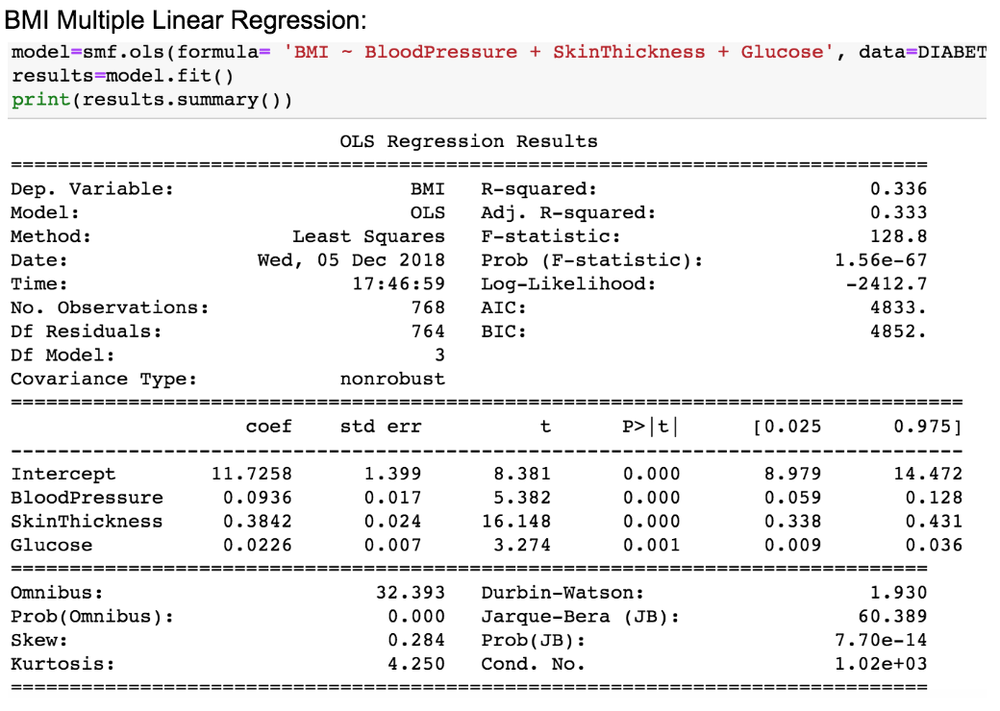 BMI Multiple Linear Regression:
model=smf.ols(formula= 'BMI ~ BloodPressure + SkinThickness + Glucose', data=DIABET
results=model.fit()
print(results.summary())
OLS Regression Results
==============================================================================
Dep. Variable: BMI R-squared: 0.336
Model: OLS Adj. R-squared: 0.333
Method: Least Squares F-statistic: 128.8
Date: Wed, 05 Dec 2018 Prob (F-statistic): 1.56e-67
Time: 17:46:59 Log-Likelihood: -2412.7
No. Observations: 768 AIC: 4833.
Df Residuals: 764 BIC: 4852.
Df Model: 3
Covariance Type: nonrobust
=================================================================================
coef std err t P>|t| [0.025 0.975]
---------------------------------------------------------------------------------
Intercept 11.7258 1.399 8.381 0.000 8.979 14.472
BloodPressure 0.0936 0.017 5.382 0.000 0.059 0.128
SkinThickness 0.3842 0.024 16.148 0.000 0.338 0.431
Glucose 0.0226 0.007 3.274 0.001 0.009 0.036
==============================================================================
Omnibus: 32.393 Durbin-Watson: 1.930
Prob(Omnibus): 0.000 Jarque-Bera (JB): 60.389
Skew: 0.284 Prob(JB): 7.70e-14
Kurtosis: 4.250 Cond. No. 1.02e+03
==============================================================================